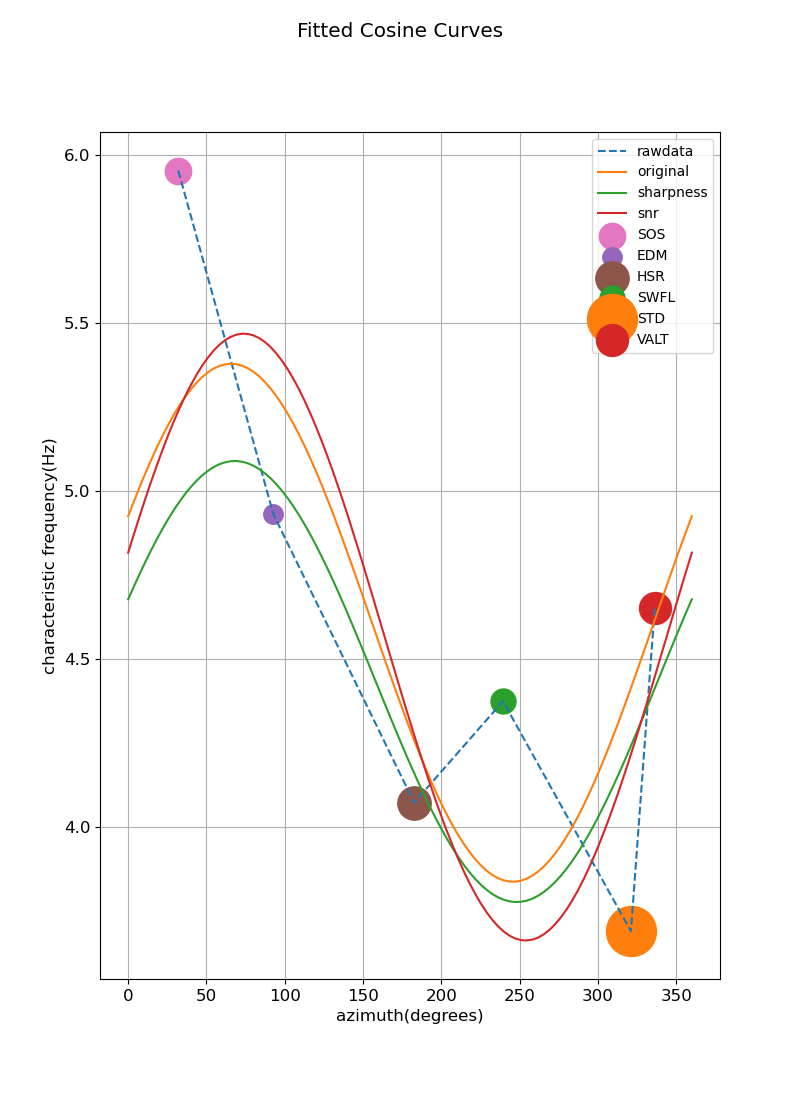 Fitted Cosine Curves
6.0
5.5
5.0
4.5
4.0
characteristic frequency(Hz)
rawdata
original
sharpness
snr
SOS
EDM
HSR
SWFL
STD
VALT
0 50 100 150 200 250 300 350
azimuth(degrees)